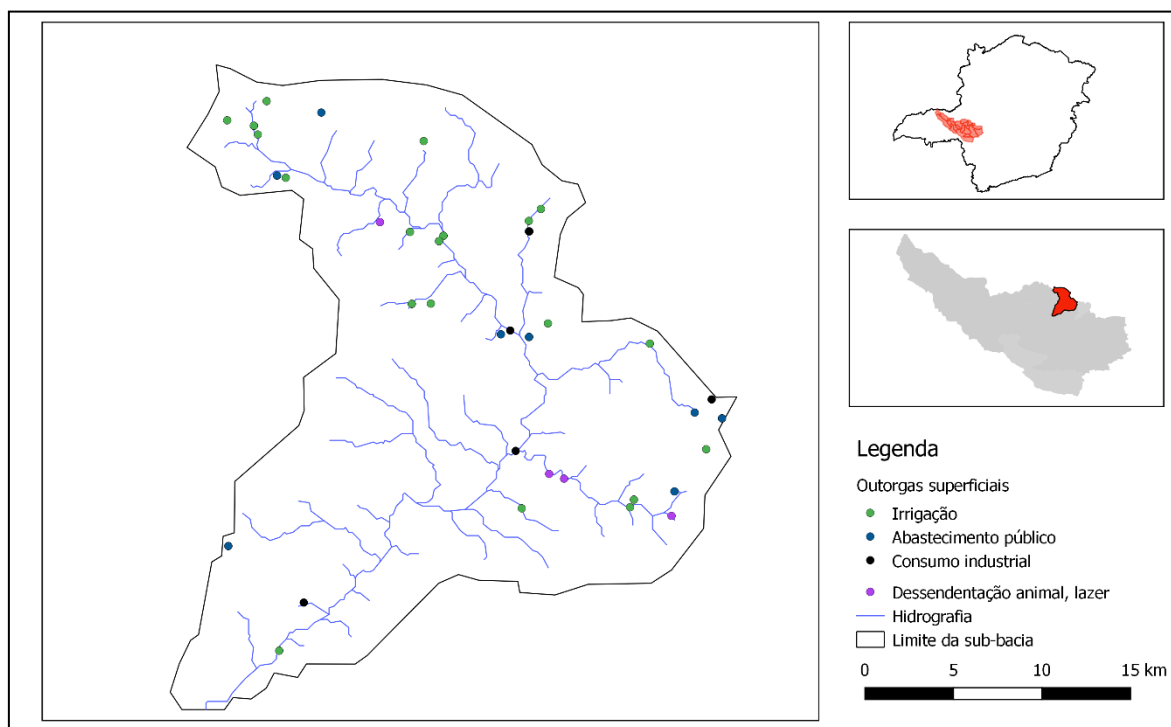 Legenda
Outorgas superficiais
Irrigação
Abastecimento público
Consumo industrial
Dessendentação animal, lazer
Hidrografia
Limite da sub-bacia
0 5 10 15 km